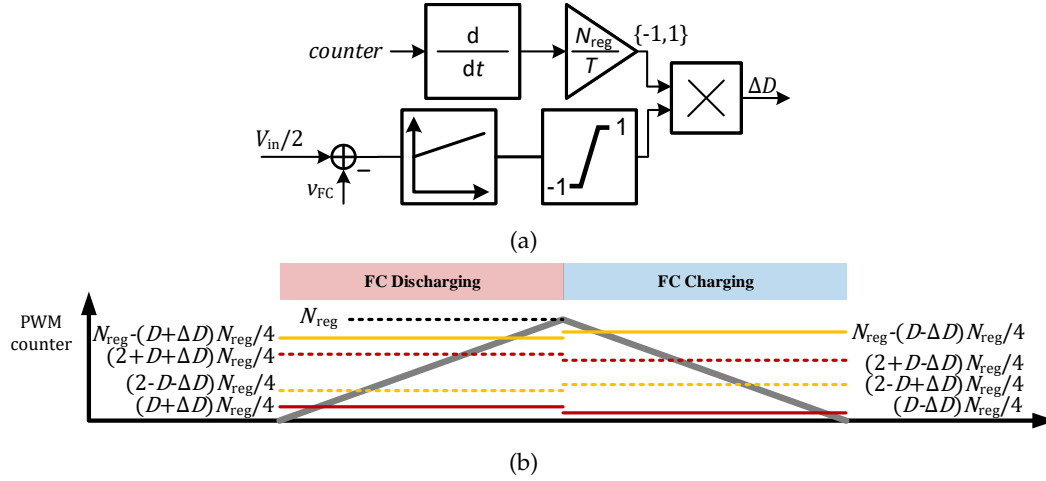 counter
d
dt
N_reg
T
{-1,1}
ΔD
V_in/2
−
v_FC
1
-1
(a)
FC Discharging FC Charging
PWM
counter
N_reg
N_reg-(D+ΔD)N_reg/4
(2+D+ΔD)N_reg/4
(2-D-ΔD)N_reg/4
(D+ΔD)N_reg/4
N_reg-(D-ΔD)N_reg/4
(2+D-ΔD)N_reg/4
(2-D+ΔD)N_reg/4
(D-ΔD)N_reg/4
(b)